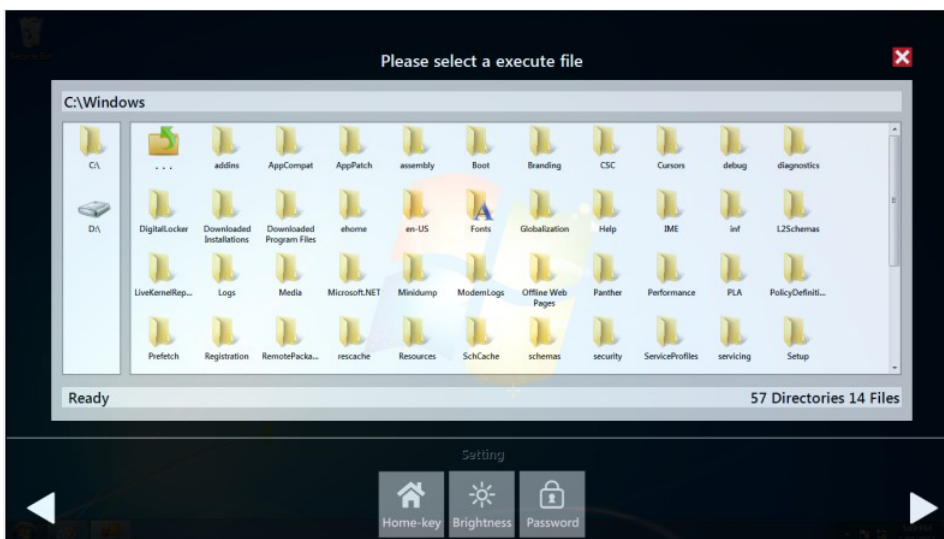 Please select a execute file
C:\Windows
C:\
. . .
addins
AppCompat
AppPatch
assembly
Boot
Branding
CSC
Cursors
debug
diagnostics
D:\
DigitalLocker
Downloaded Installations
Downloaded Program Files
ehome
en-US
Fonts
Globalization
Help
IME
inf
L2Schemas
LiveKernelRep...
Logs
Media
Microsoft.NET
Minidump
ModemLogs
Offline Web Pages
Panther
Performance
PLA
PolicyDefiniti...
Prefetch
Registration
RemotePacka...
rescache
Resources
SchCache
schemas
security
ServiceProfiles
servicing
Setup
Ready
57 Directories 14 Files
Setting
Home-key
Brightness
Password